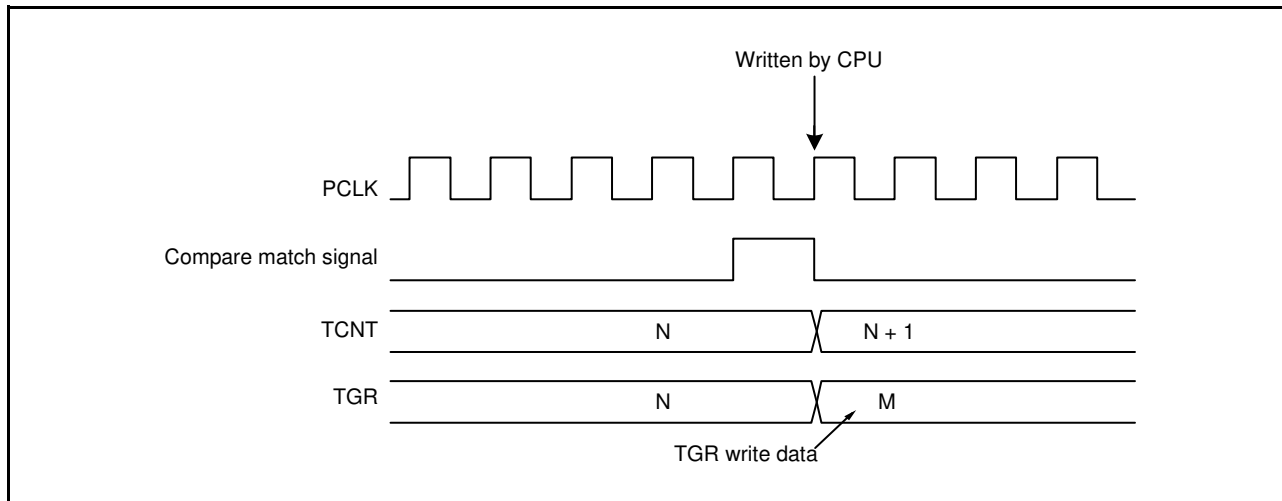 Written by CPU
PCLK
Compare match signal
TCNT
N
N + 1
TGR
N
M
TGR write data